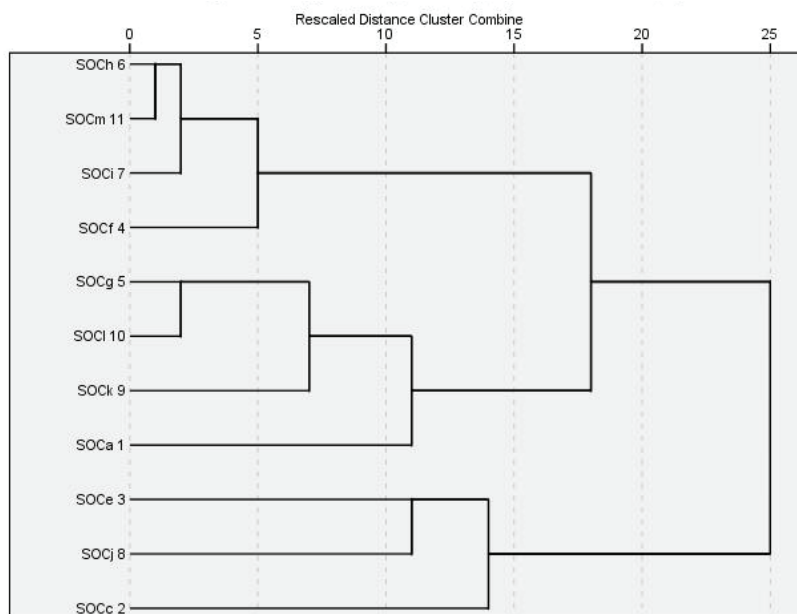 Rescaled Distance Cluster Combine
0 5 10 15 20 25
SOCh 6
SOCm 11
SOCi 7
SOCf 4
SOCg 5
SOCl 10
SOCk 9
SOCa 1
SOCe 3
SOCj 8
SOCc 2